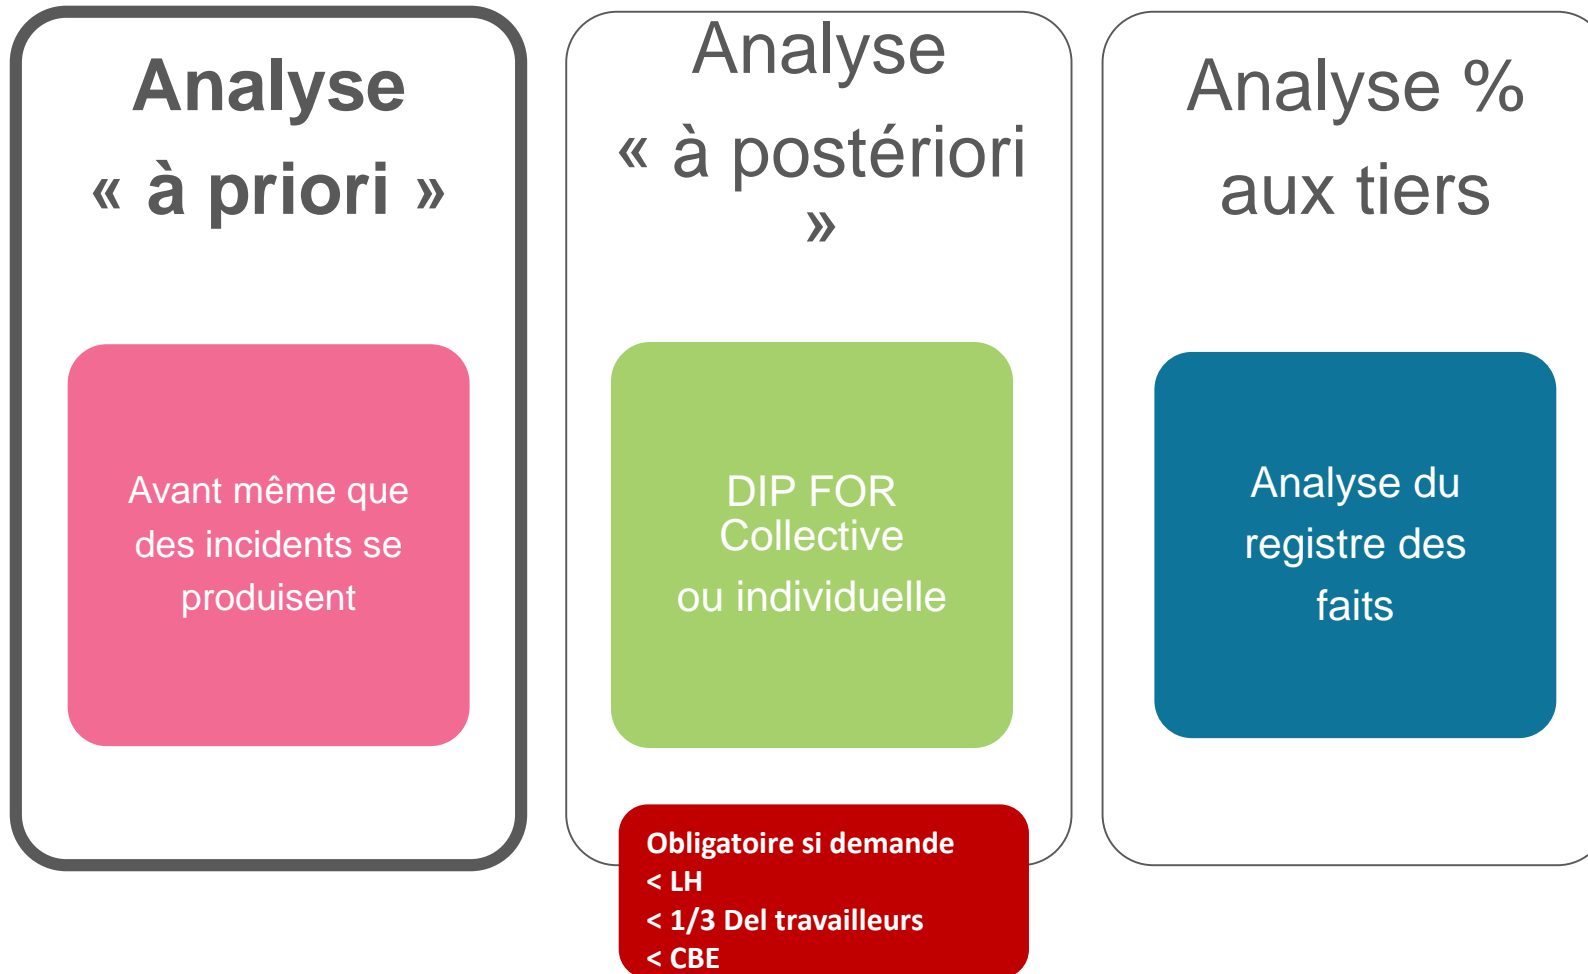 Analyse
« à priori »
Avant même que
des incidents se
produisent
Analyse
« à postériori
»
DIP FOR
Collective
ou individuelle
Obligatoire si demande
< LH
< 1/3 Del travailleurs
< CBE
Analyse %
aux tiers
Analyse du
registre des
faits